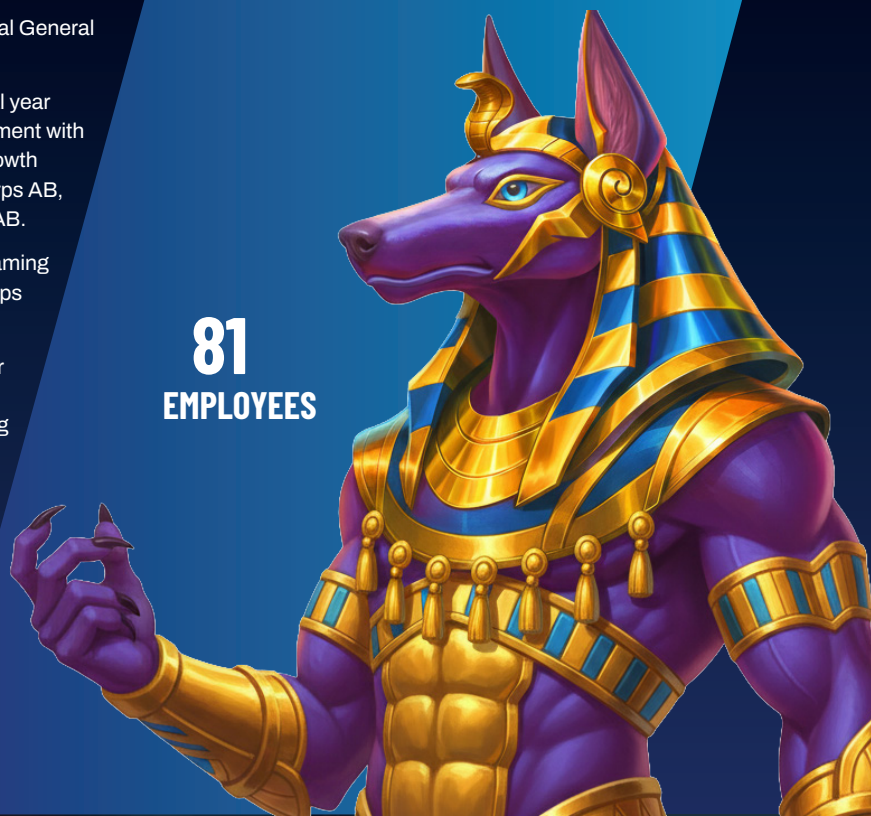 al General
l year
ment with
owth
ps AB,
AB.
aming
ps
r
g
81
EMPLOYEES